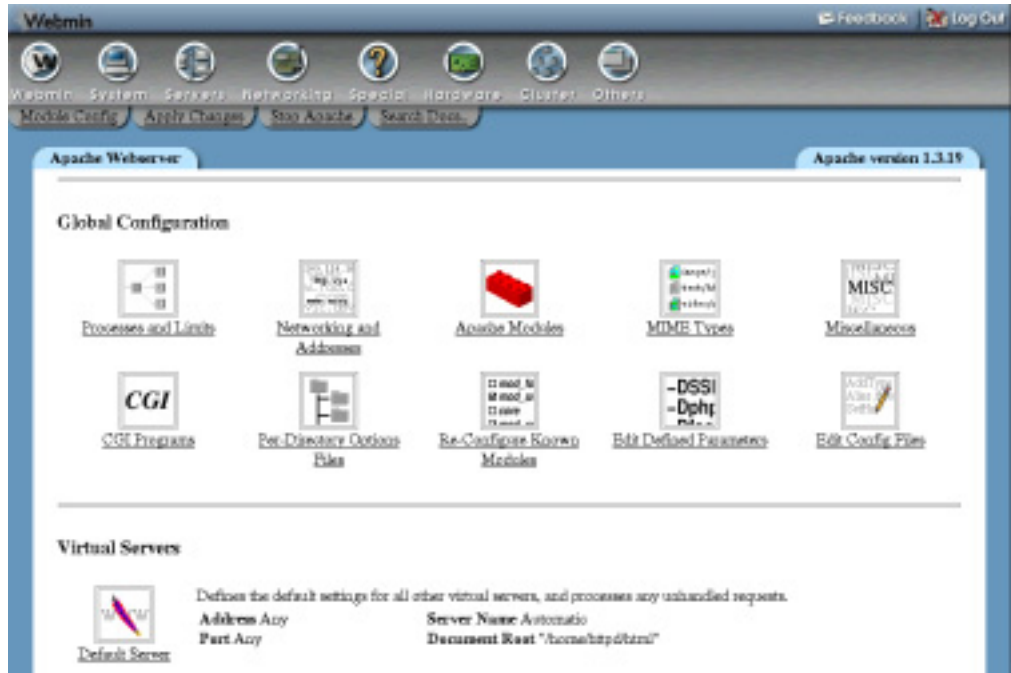 Webmin
Feedback Log Out
Webmin System Servers Networking Special Hardware Cluster Others
Module Config Apply Changes Stop Apache Search Docs..
Apache Webserver
Apache version 1.3.19
Global Configuration
Processes and Limits
Networking and
Addresses
Apache Modules
MIME Types
MISC
Miscellaneous
CGI
CGI Programs
Per-Directory Options
Files
Re-Configure Known
Modules
-DSSL
-Dphp
Edit Defined Parameters
Edit Config Files
Virtual Servers
Defines the default settings for all other virtual servers, and processes any unhandled requests.
Address Any Server Name Automatic
Port Any Document Root "/home/httpd/html"
Default Server